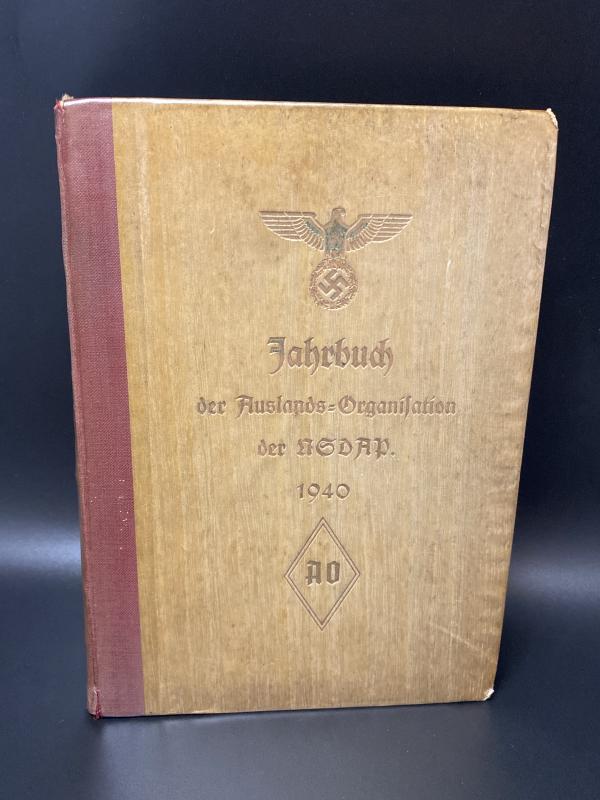 Jahrbuch
der Auslands=Organisation
der NSDAP.
1940
AO